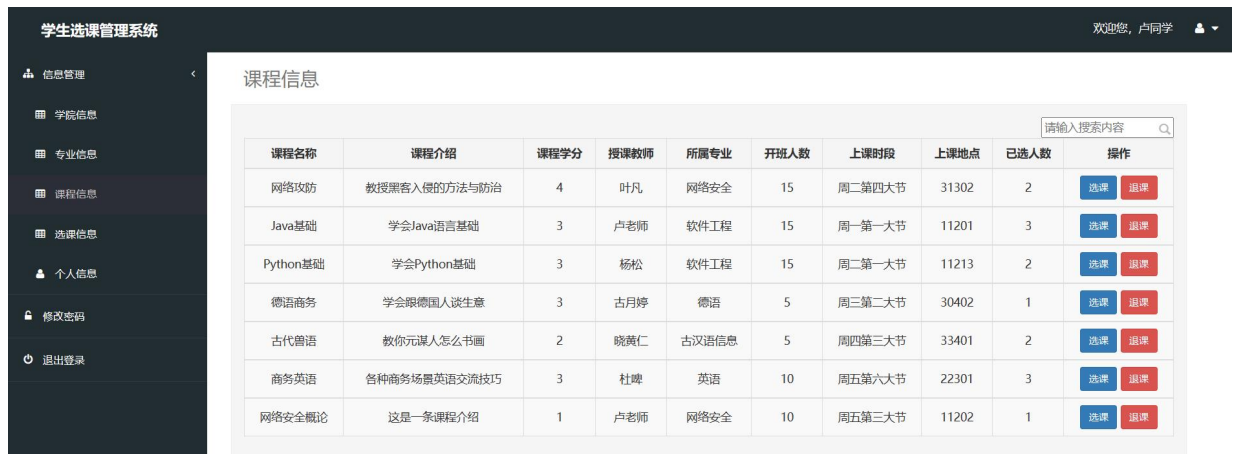 学生选课管理系统 欢迎您，卢同学
信息管理
学院信息
专业信息
课程信息
选课信息
个人信息
修改密码
退出登录
课程信息
请输入搜索内容
课程名称 课程介绍 课程学分 授课教师 所属专业 开班人数 上课时段 上课地点 已选人数 操作
网络攻防 教授黑客入侵的方法与防治 4 叶凡 网络安全 15 周二第四大节 31302 2 选课 退课
Java基础 学会Java语言基础 3 卢老师 软件工程 15 周一第一大节 11201 3 选课 退课
Python基础 学会Python基础 3 杨松 软件工程 15 周二第一大节 11213 2 选课 退课
德语商务 学会跟德国人谈生意 3 古月婷 德语 5 周三第二大节 30402 1 选课 退课
古代兽语 教你元谋人怎么书画 2 晓黄仁 古汉语信息 5 周四第三大节 33401 2 选课 退课
商务英语 各种商务场景英语交流技巧 3 杜啤 英语 10 周五第六大节 22301 3 选课 退课
网络安全概论 这是一条课程介绍 1 卢老师 网络安全 10 周五第三大节 11202 1 选课 退课